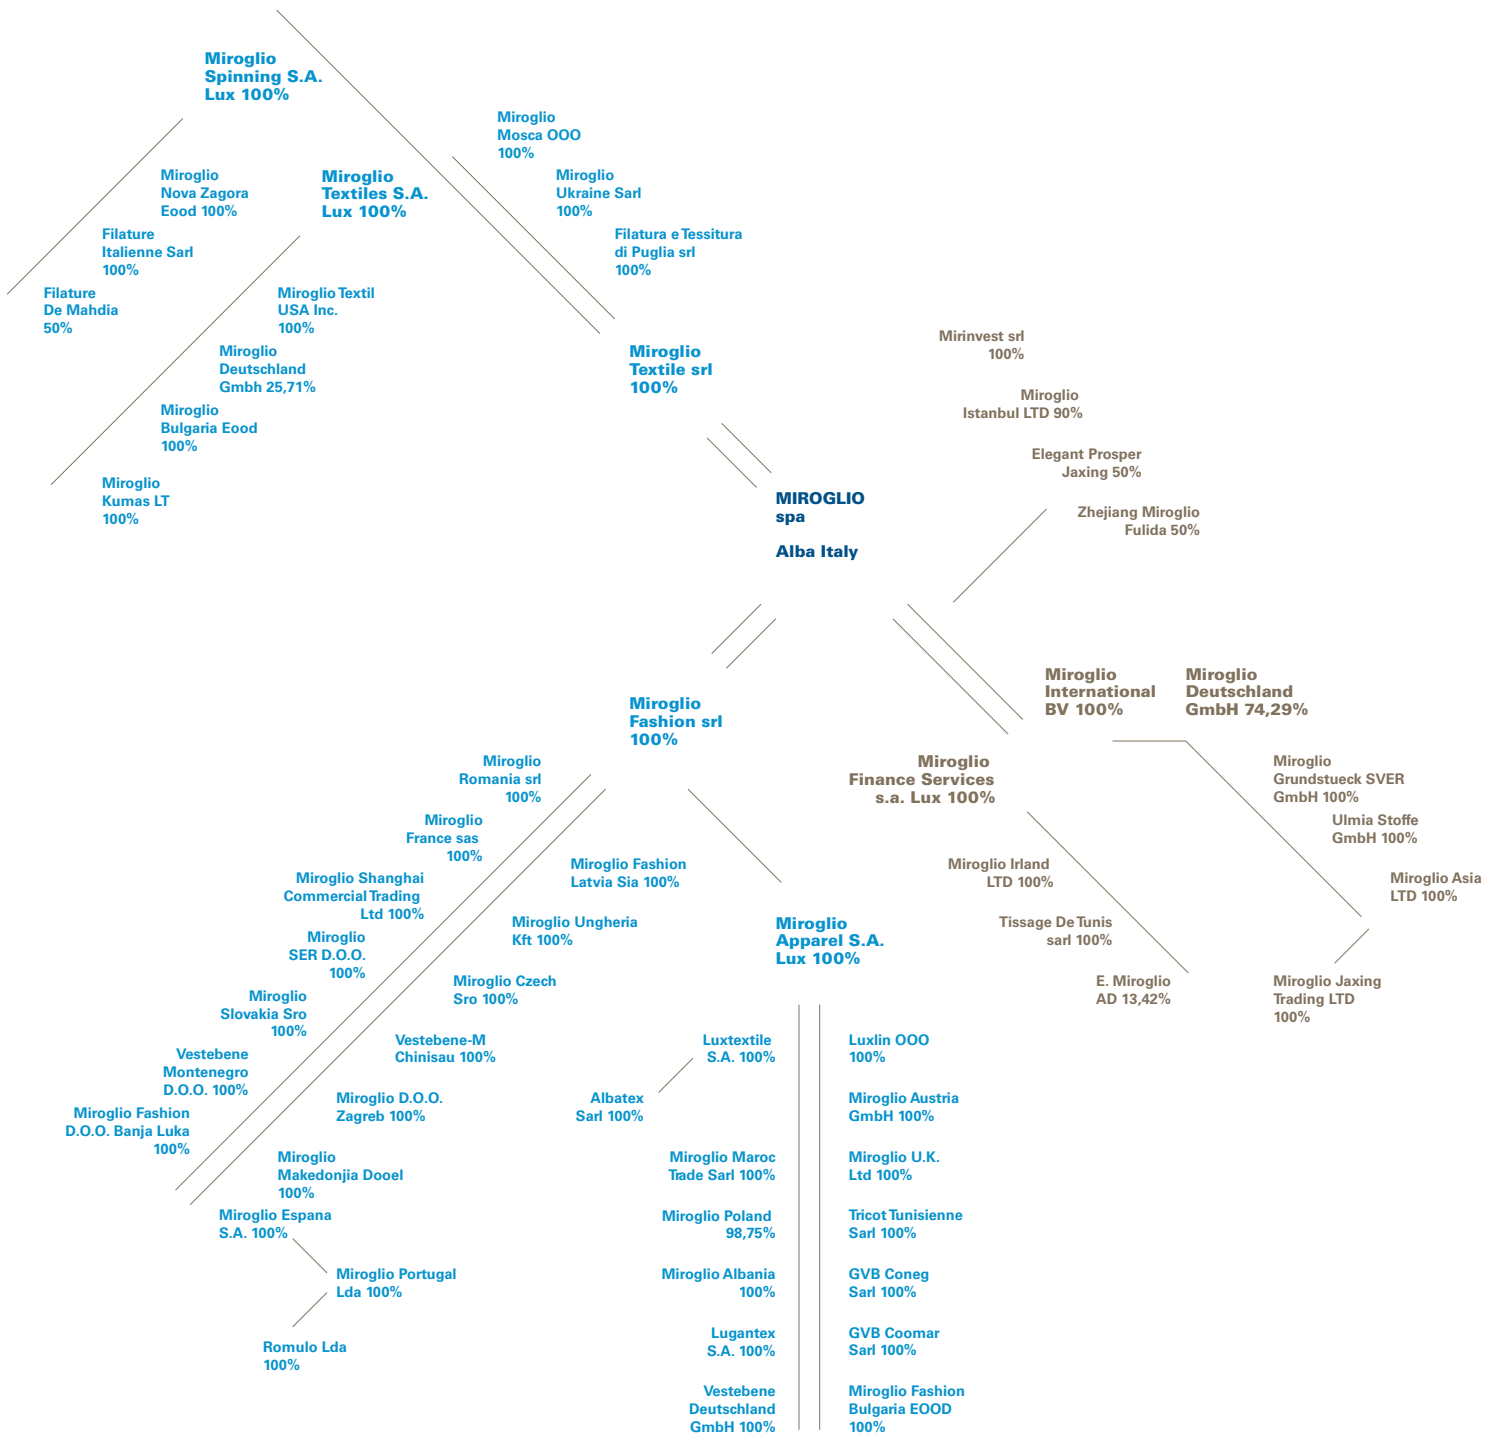 Miroglio
Spinning S.A.
Lux 100%
Miroglio
Nova Zagora
Eood 100%
Filature
Italienne Sarl
100%
Filature
De Mahdia
50%
Miroglio
Textiles S.A.
Lux 100%
Miroglio Textil
USA Inc.
100%
Miroglio
Deutschland
Gmbh 25,71%
Miroglio
Bulgaria Eood
100%
Miroglio
Kumas LT
100%
Miroglio
Mosca OOO
100%
Miroglio
Ukraine Sarl
100%
Filatura e Tessitura
di Puglia srl
100%
Miroglio
Textile srl
100%
MIROGLIO
spa
Alba Italy
Mirinvest srl
100%
Miroglio
Istanbul LTD 90%
Elegant Prosper
Jaxing 50%
Zhejiang Miroglio
Fulida 50%
Miroglio
International
BV 100%
Miroglio
Deutschland
GmbH 74,29%
Miroglio
Grundstueck SVER
GmbH 100%
Ulmia Stoffe
GmbH 100%
Miroglio Asia
LTD 100%
Miroglio Jaxing
Trading LTD
100%
Miroglio
Finance Services
s.a. Lux 100%
Miroglio Irland
LTD 100%
Tissage De Tunis
sarl 100%
E. Miroglio
AD 13,42%
Miroglio
Fashion srl
100%
Miroglio
Romania srl
100%
Miroglio
France sas
100%
Miroglio Shanghai
Commercial Trading
Ltd 100%
Miroglio
SER D.O.O.
100%
Miroglio
Slovakia Sro
100%
Vestebene
Montenegro
D.O.O. 100%
Miroglio Fashion
D.O.O. Banja Luka
100%
Miroglio Fashion
Latvia Sia 100%
Miroglio Ungheria
Kft 100%
Miroglio Czech
Sro 100%
Vestebene-M
Chinisau 100%
Miroglio D.O.O.
Zagreb 100%
Miroglio
Makedonjia Dooel
100%
Miroglio Espana
S.A. 100%
Miroglio Portugal
Lda 100%
Romulo Lda
100%
Miroglio
Apparel S.A.
Lux 100%
Luxtextile
S.A. 100%
Albatex
Sarl 100%
Miroglio Maroc
Trade Sarl 100%
Miroglio Poland
98,75%
Miroglio Albania
100%
Lugantex
S.A. 100%
Vestebene
Deutschland
GmbH 100%
Luxlin OOO
100%
Miroglio Austria
GmbH 100%
Miroglio U.K.
Ltd 100%
Tricot Tunisienne
Sarl 100%
GVB Coneg
Sarl 100%
GVB Coomar
Sarl 100%
Miroglio Fashion
Bulgaria EOOD
100%